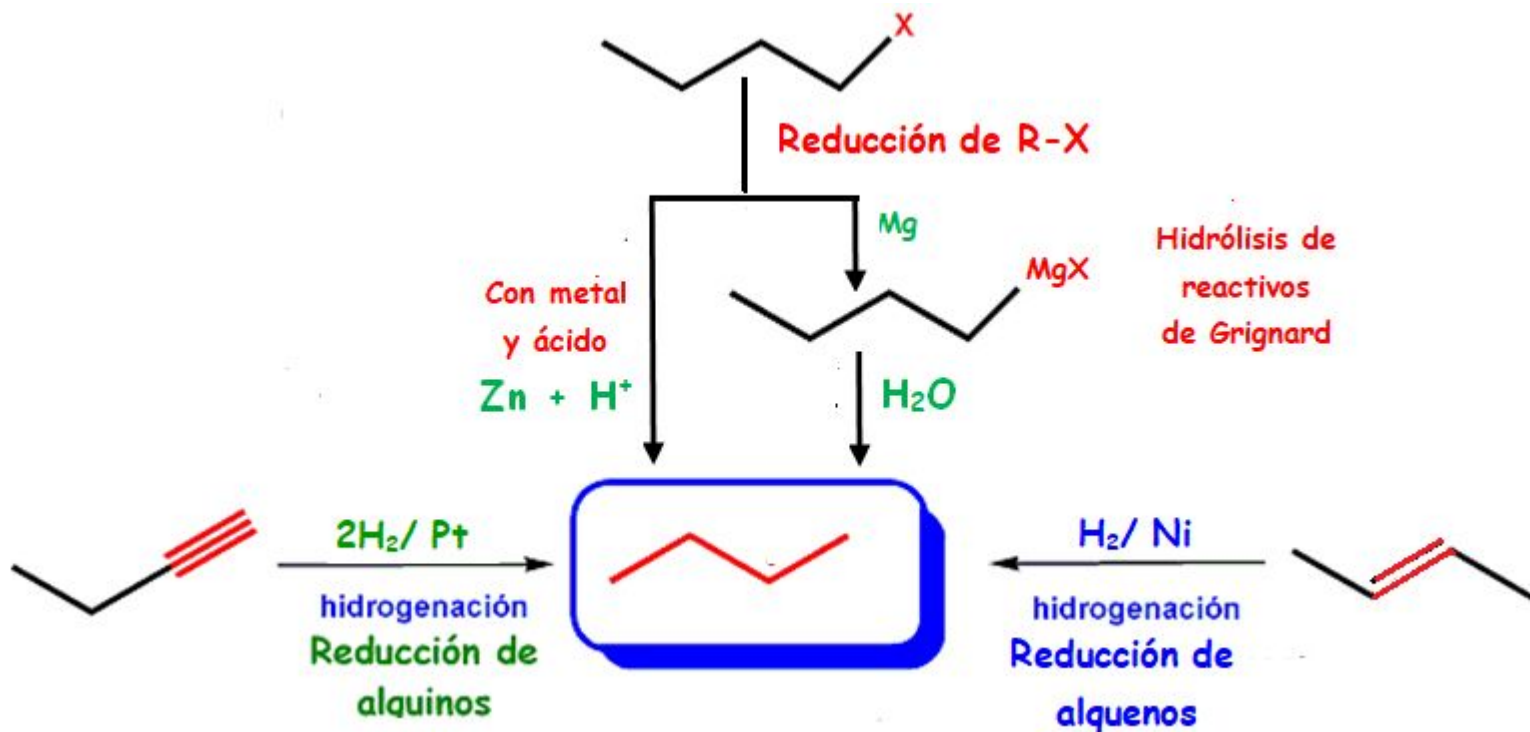 X
Reducción de R-X
Mg
MgX
Hidrólisis de
reactivos
de Grignard
Con metal
y ácido
Zn + H⁺
H₂O
2H₂/ Pt
hidrogenación
Reducción de
alquinos
H₂/ Ni
hidrogenación
Reducción de
alquenos